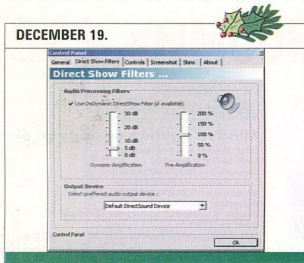 DECEMBER 19.
Control Panel
General Direct Show Filters Controls Screenshot Skins About
Direct Show Filters ...
Audio Processing Filters
Use DsDynamic DirectShow Filter (if available)
30 dB 200 %
150 %
20 dB
100 %
10 dB
5 dB 50 %
0 dB 0 %
Dynamic Amplification Pre-Amplification
Output Device
Select preffered audio output device :
Default DirectSound Device
Control Panel
Ok